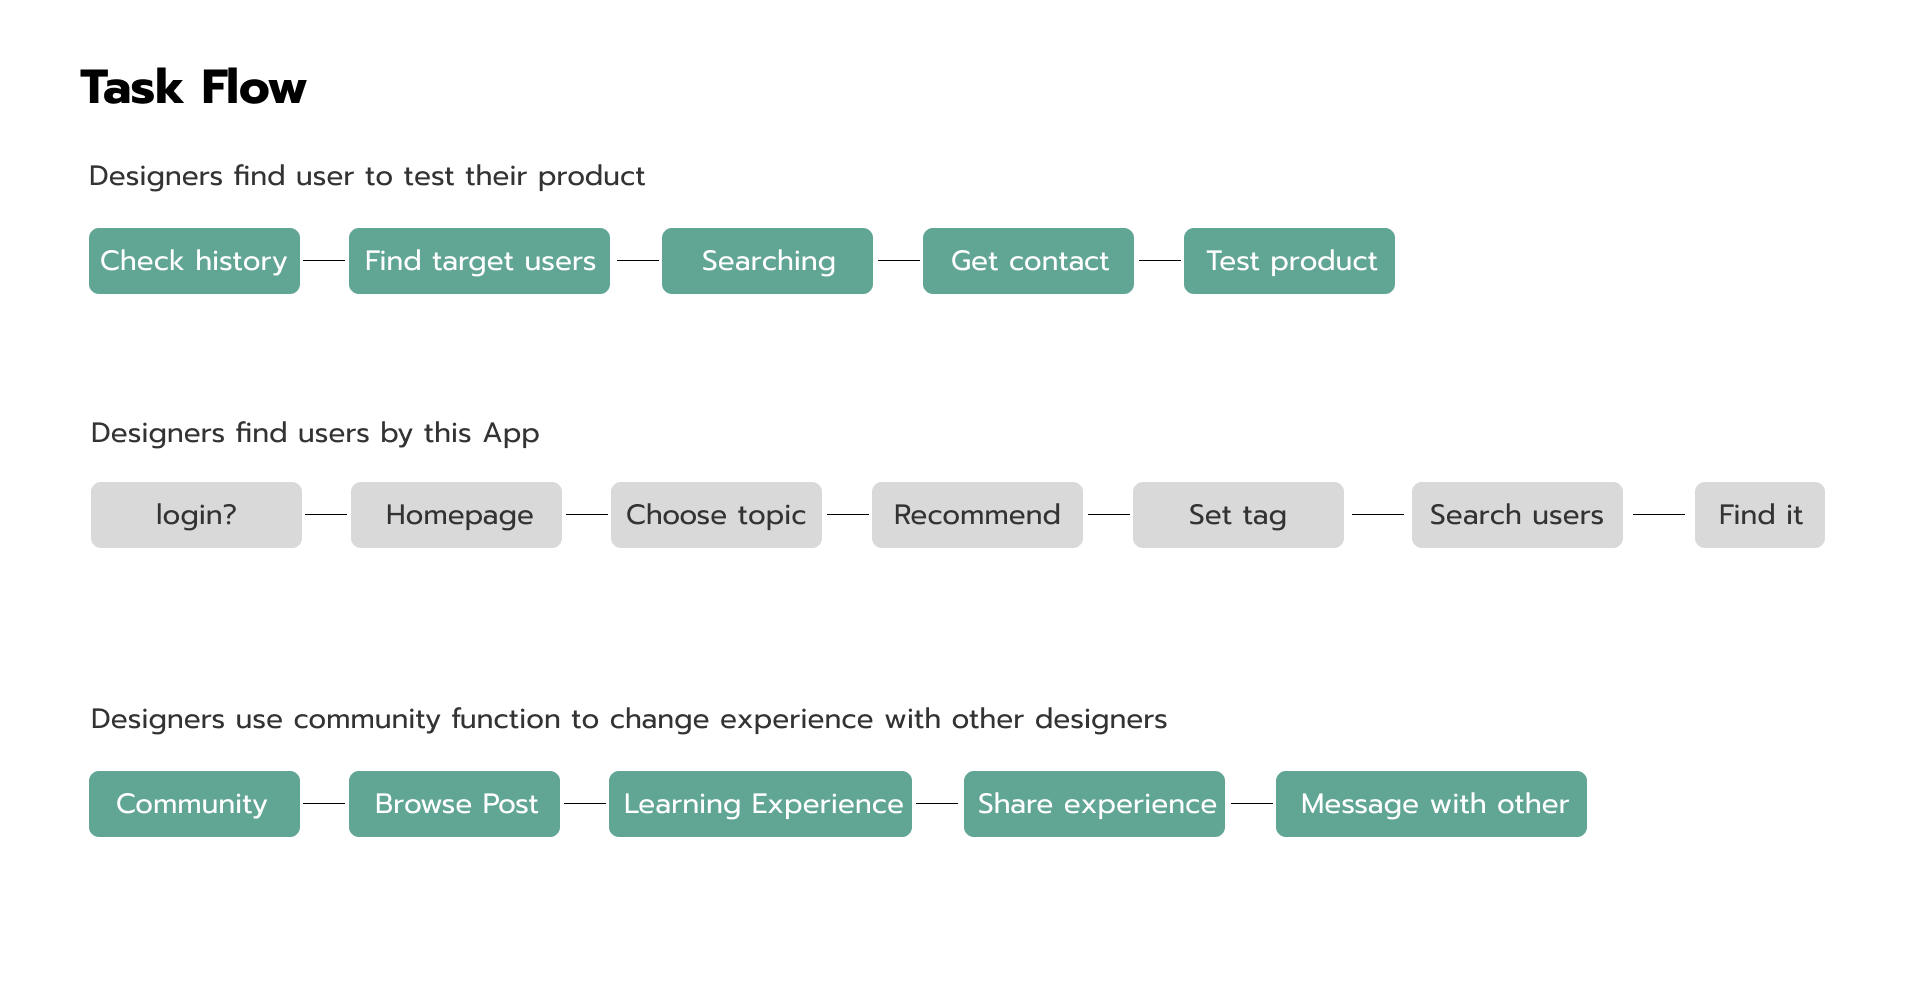 Task Flow
Designers find user to test their product
Check history Find target users Searching Get contact Test product
Designers find users by this App
login? Homepage Choose topic Recommend Set tag Search users Find it
Designers use community function to change experience with other designers
Community Browse Post Learning Experience Share experience Message with other